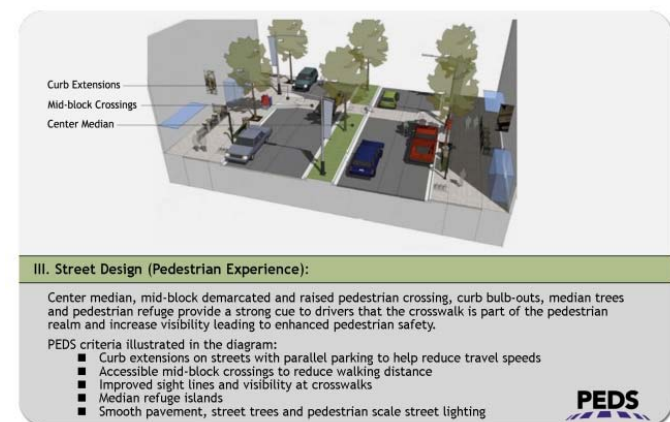 Curb Extensions
Mid-block Crossings
Center Median
III. Street Design (Pedestrian Experience):
Center median, mid-block demarcated and raised pedestrian crossing, curb bulb-outs, median trees
and pedestrian refuge provide a strong cue to drivers that the crosswalk is part of the pedestrian
realm and increase visibility leading to enhanced pedestrian safety.
PEDS criteria illustrated in the diagram:
■ Curb extensions on streets with parallel parking to help reduce travel speeds
■ Accessible mid-block crossings to reduce walking distance
■ Improved sight lines and visibility at crosswalks
■ Median refuge islands
■ Smooth pavement, street trees and pedestrian scale street lighting
PEDS